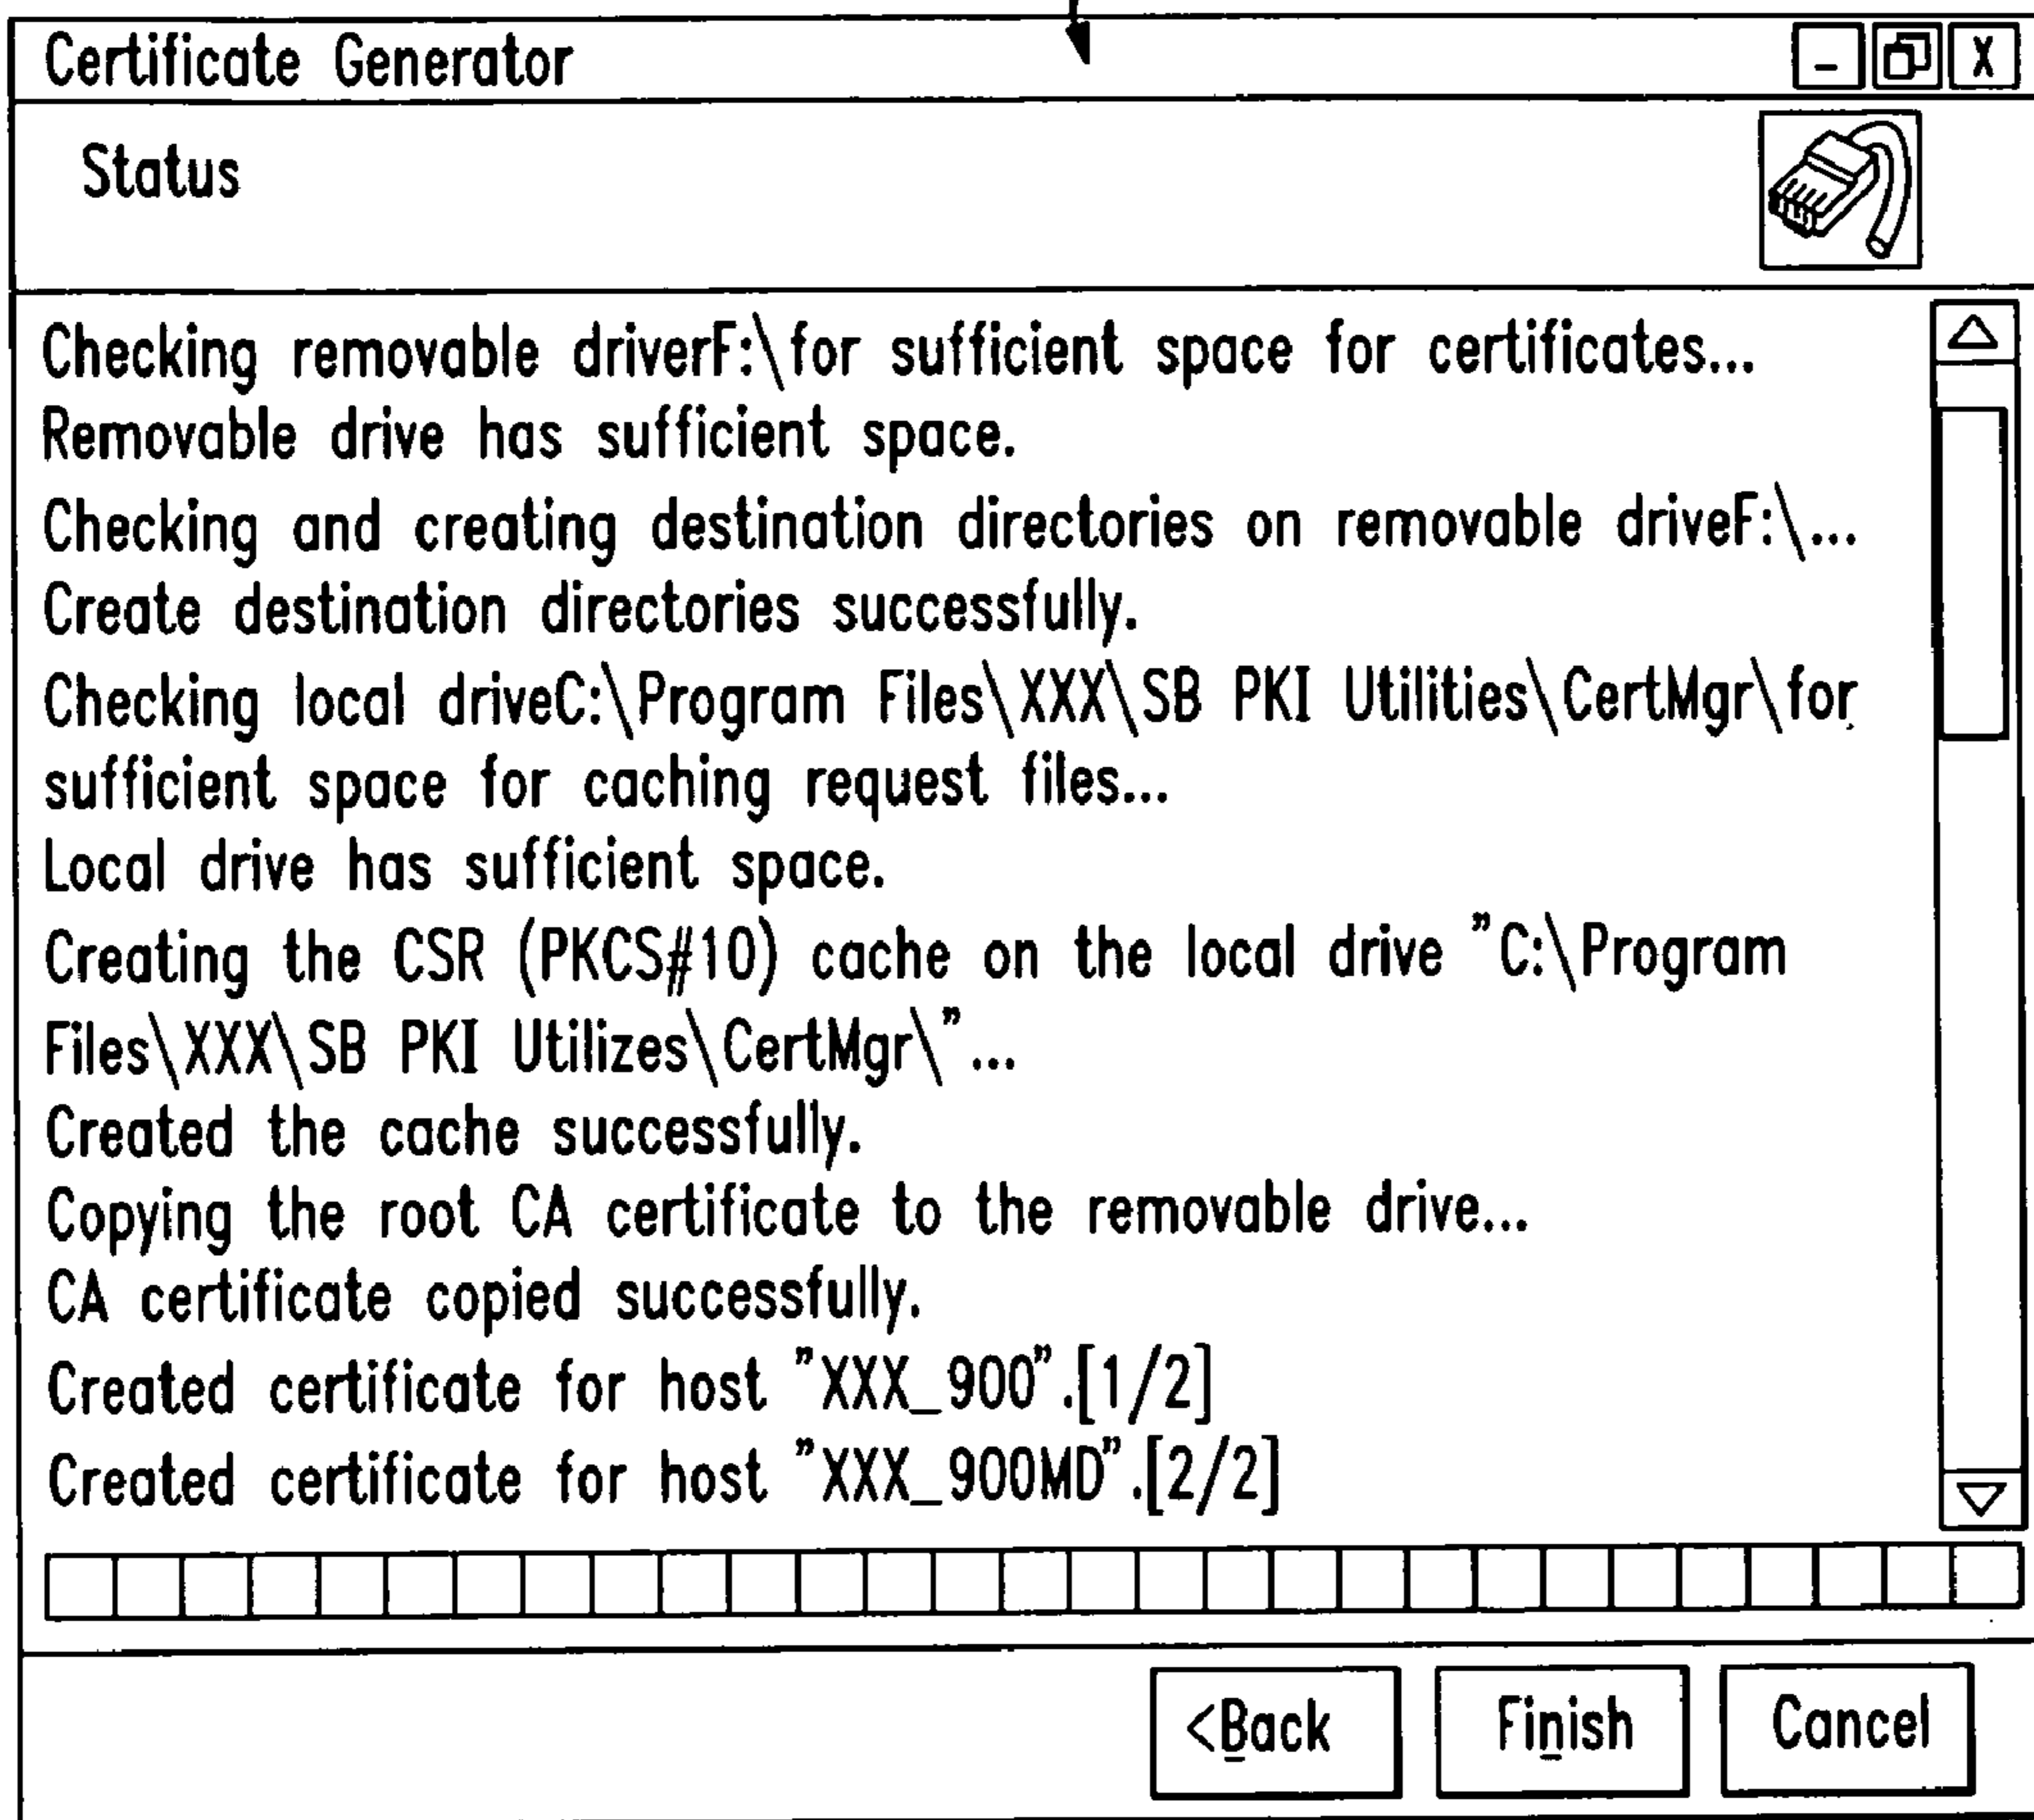 Certificate Generator
- X
Status
Checking removable driverF:\for sufficient space for certificates...
Removable drive has sufficient space.
Checking and creating destination directories on removable driveF:\...
Create destination directories successfully.
Checking local driveC:\Program Files\XXX\SB PKI Utilities\CertMgr\for
sufficient space for caching request files...
Local drive has sufficient space.
Creating the CSR (PKCS#10) cache on the local drive "C:\Program
Files\XXX\SB PKI Utilizes\CertMgr\"...
Created the cache successfully.
Copying the root CA certificate to the removable drive...
CA certificate copied successfully.
Created certificate for host "XXX_900".[1/2]
Created certificate for host "XXX_900MD".[2/2]
<Back Finish Cancel